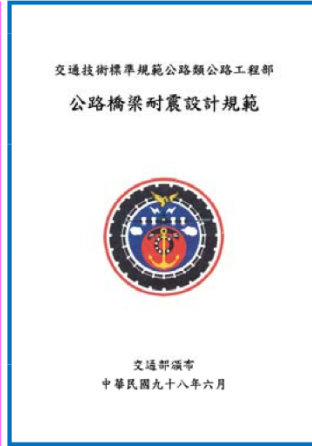 交通技術標準規範公路類公路工程部
公路橋梁耐震設計規範
交通部頒布
中華民國九十八年六月